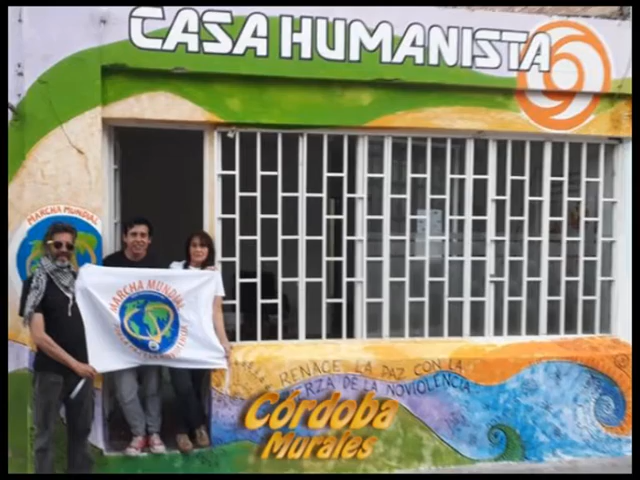 CASA HUMANISTA
MARCHA MUNDIAL
MARCHA MUNDIAL
RENACE LA PAZ CON LA
FUERZA DE LA NOVIOLENCIA
Córdoba
Murales